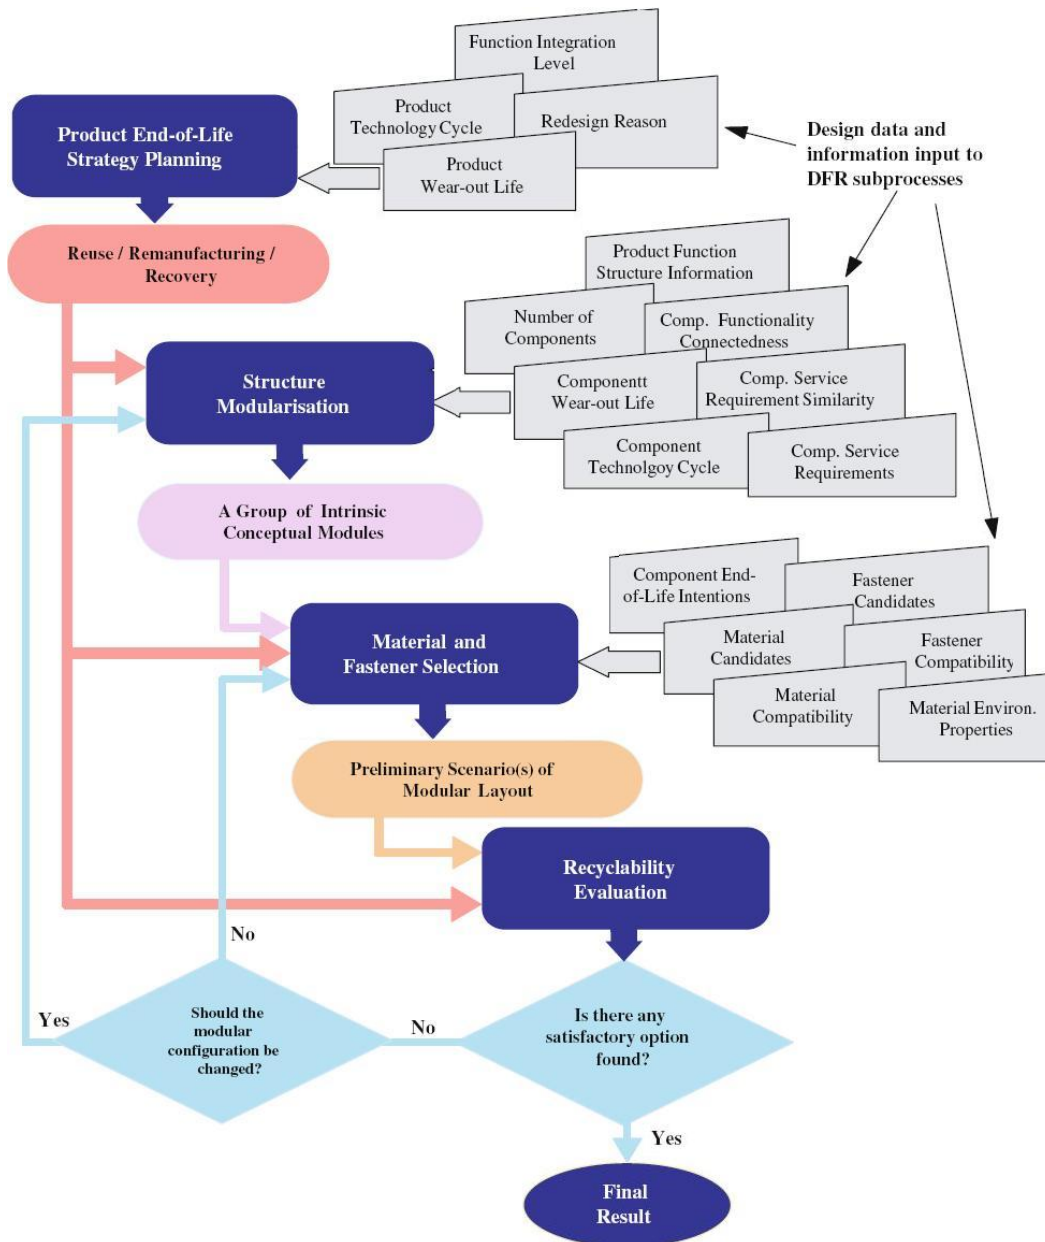 Function Integration
Level
Product
Technology Cycle
Redesign Reason
Product
Wear-out Life
Product End-of-Life
Strategy Planning
Design data and
information input to
DFR subprocesses
Reuse / Remanufacturing /
Recovery
Product Function
Structure Information
Number of
Components
Comp. Functionality
Connectedness
Structure
Modularisation
Componentt
Wear-out Life
Comp. Service
Requirement Similarity
Component
Technolgoy Cycle
Comp. Service
Requirements
A Group of Intrinsic
Conceptual Modules
Component End-
of-Life Intentions
Fastener
Candidates
Material and
Fastener Selection
Material
Candidates
Fastener
Compatibility
Material
Compatibility
Material Environ.
Properties
Preliminary Scenario(s) of
Modular Layout
Recyclability
Evaluation
No
Yes
Should the
modular
configuration be
changed?
No
Is there any
satisfactory option
found?
Yes
Final
Result